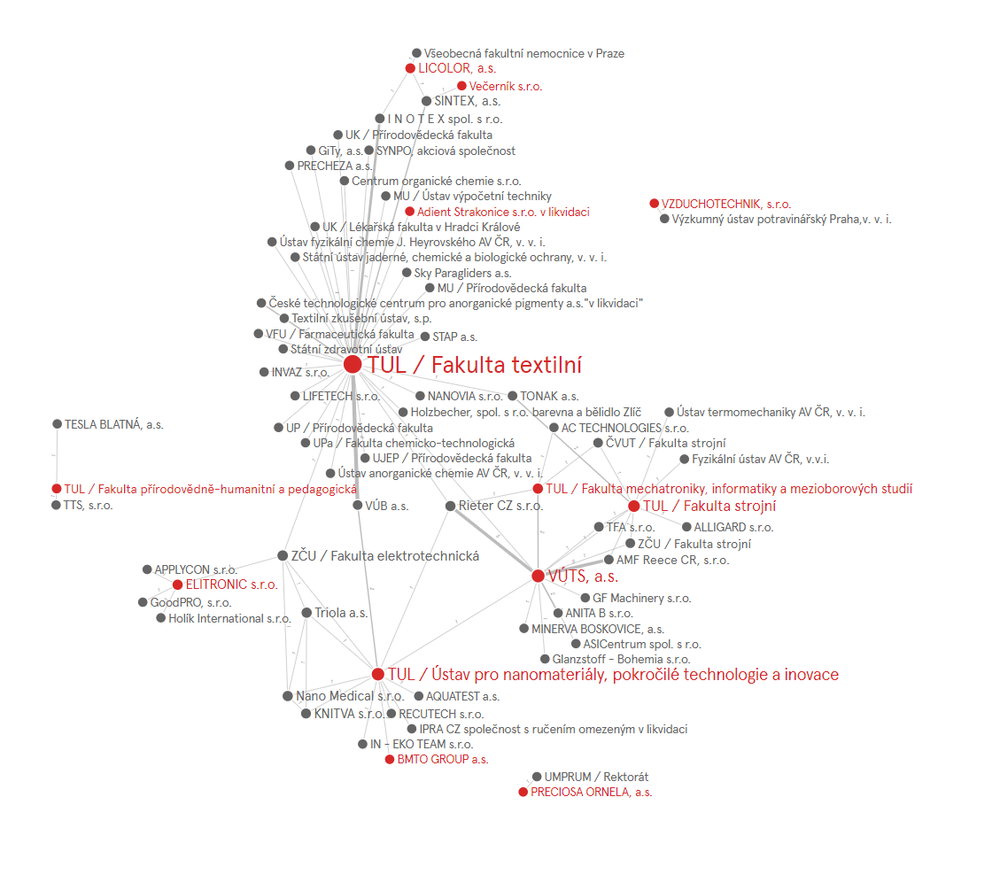 Všeobecná fakultní nemocnice v Praze
LICOLOR, a.s.
Večerník s.r.o.
SINTEX, a.s.
I N O T E X spol. s r.o.
UK / Přírodovědecká fakulta
GiTy, a.s.
SYNPO, akciová společnost
PRECHEZA a.s.
Centrum organické chemie s.r.o.
MU / Ústav výpočetní techniky
VZDUCHOTECHNIK, s.r.o.
Adient Strakonice s.r.o. v likvidaci
Výzkumný ústav potravinářský Praha,v. v. i.
UK / Lékařská fakulta v Hradci Králové
Ústav fyzikální chemie J. Heyrovského AV ČR, v. v. i.
Státní ústav jaderné, chemické a biologické ochrany, v. v. i.
Sky Paragliders a.s.
MU / Přírodovědecká fakulta
České technologické centrum pro anorganické pigmenty a.s."v likvidaci"
Textilní zkušební ústav, s.p.
VFU / Farmaceutická fakulta
STAP a.s.
Státní zdravotní ústav
TUL / Fakulta textilní
INVAZ s.r.o.
LIFETECH s.r.o.
NANOVIA s.r.o.
TONAK a.s.
Holzbecher, spol. s r.o. barevna a bělidlo Zlíč
Ústav termomechaniky AV ČR, v. v. i.
TESLA BLATNÁ, a.s.
UP / Přírodovědecká fakulta
AC TECHNOLOGIES s.r.o.
UPa / Fakulta chemicko-technologická
ČVUT / Fakulta strojní
UJEP / Přírodovědecká fakulta
Fyzikální ústav AV ČR, v.v.i.
Ústav anorganické chemie AV ČR, v. v. i.
TUL / Fakulta přírodovědně-humanitní a pedagogická
TUL / Fakulta mechatroniky, informatiky a mezioborových studií
TTS, s.r.o.
VÚB a.s.
Rieter CZ s.r.o.
TUL / Fakulta strojní
TFA s.r.o.
ALLIGARD s.r.o.
ZČU / Fakulta strojní
ZČU / Fakulta elektrotechnická
AMF Reece CR, s.r.o.
APPLYCON s.r.o.
VÚTS, a.s.
ELITRONIC s.r.o.
GF Machinery s.r.o.
GoodPRO, s.r.o.
Triola a.s.
ANITA B s.r.o.
Holík International s.r.o.
MINERVA BOSKOVICE, a.s.
ASICentrum spol. s r.o.
Glanzstoff - Bohemia s.r.o.
TUL / Ústav pro nanomateriály, pokročilé technologie a inovace
Nano Medical s.r.o.
AQUATEST a.s.
KNITVA s.r.o.
RECUTECH s.r.o.
IPRA CZ společnost s ručením omezeným v likvidaci
IN - EKO TEAM s.r.o.
BMTO GROUP a.s.
UMPRUM / Rektorát
PRECIOSA ORNELA, a.s.